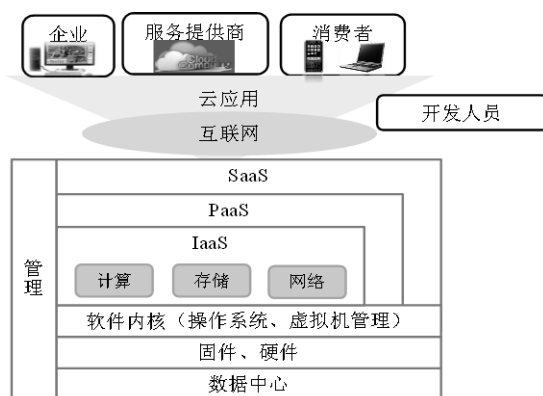 企业
服务提供商
消费者
云应用
互联网
开发人员
SaaS
PaaS
IaaS
计算
存储
网络
管理
软件内核（操作系统、虚拟机管理）
固件、硬件
数据中心